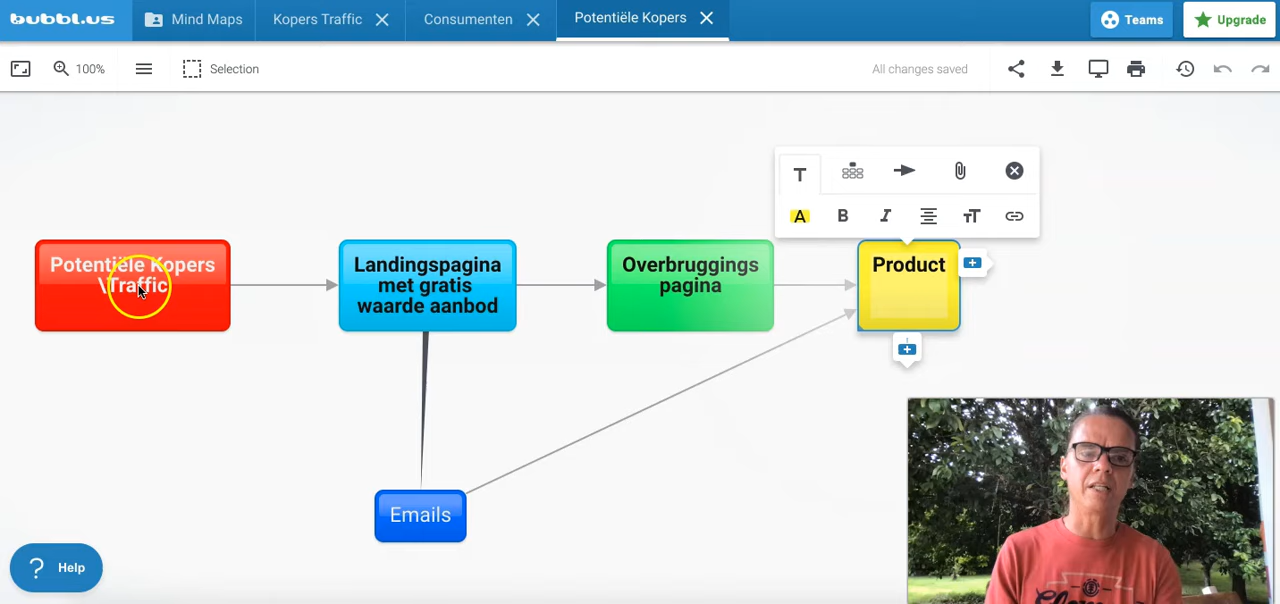 bubbl.us
Mind Maps
Kopers Traffic
Consumenten
Potentiële Kopers
Teams
Upgrade
100%
Selection
All changes saved
T
A
B
I
TT
Potentiële Kopers
\Traffic
Landingspagina
met gratis
waarde aanbod
Overbruggings
pagina
Product
Emails
? Help